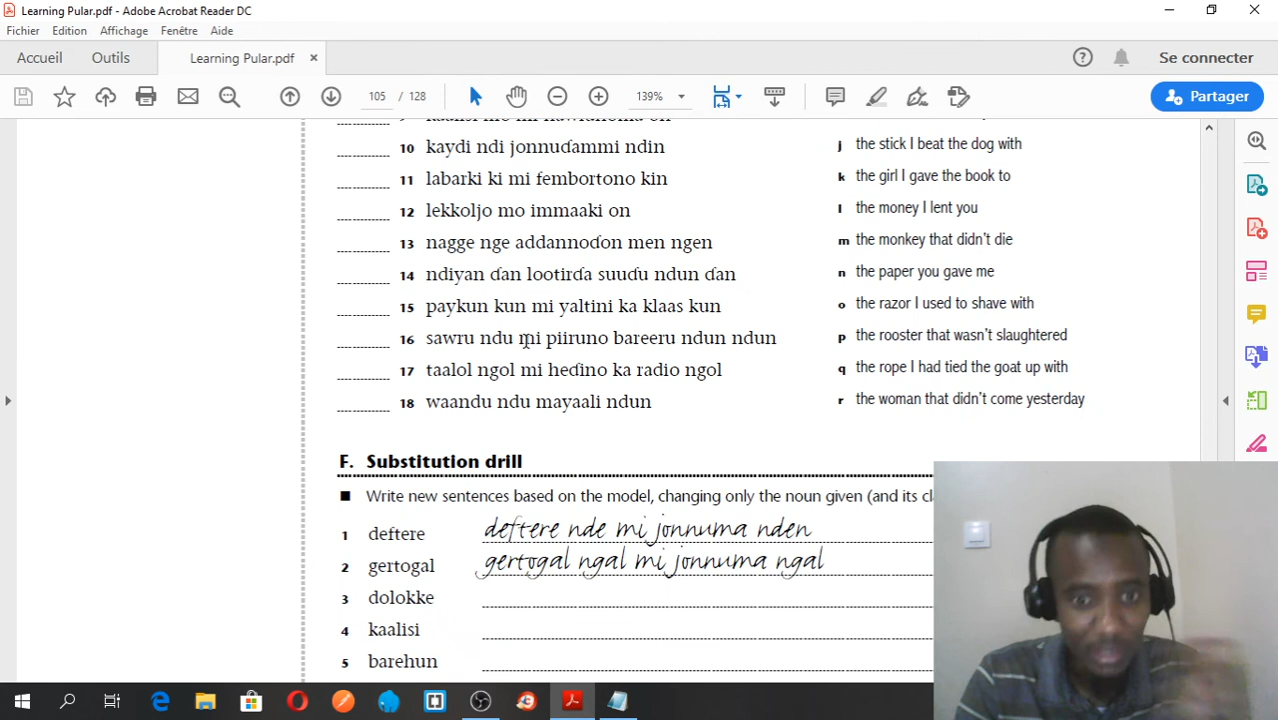 Learning Pular.pdf - Adobe Acrobat Reader DC
Fichier Edition Affichage Fenêtre Aide
Accueil Outils Learning Pular.pdf × Se connecter
105 / 128 139% Partager
10 kaydi ndi jonnuɗammi ndin
11 labarki ki mi fembortono kin
12 lekkoljo mo immaaki on
13 nagge nge addannoɗon men ngen
14 ndiyan ɗan lootirɗa suuɗu ndun ɗan
15 paykun kun mi yaltini ka klaas kun
16 sawru ndu mi piiruno bareeru ndun ndun
17 taalol ngol mi heɗino ka radio ngol
18 waandu ndu mayaali ndun
j the stick I beat the dog with
k the girl I gave the book to
l the money I lent you
m the monkey that didn't die
n the paper you gave me
o the razor I used to shave with
p the rooster that wasn't slaughtered
q the rope I had tied the goat up with
r the woman that didn't come yesterday
F. Substitution drill
■ Write new sentences based on the model, changing only the noun given (and its
1 deftere deftere nde mi jonnuma nden
2 gertogal gertogal ngal mi jonnuma ngal
3 dolokke
4 kaalisi
5 barehun